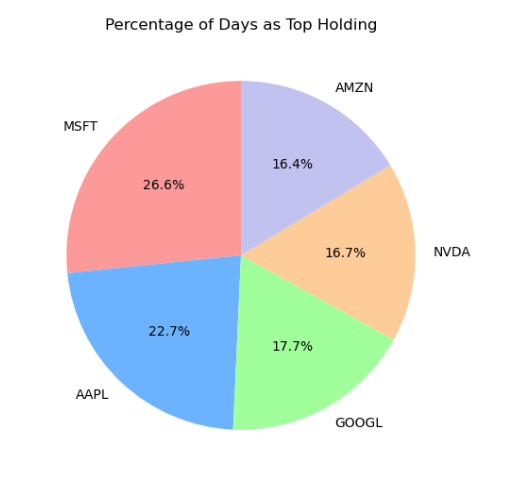 Percentage of Days as Top Holding
AMZN
MSFT
16.4%
26.6%
NVDA
16.7%
22.7%
17.7%
AAPL
GOOGL